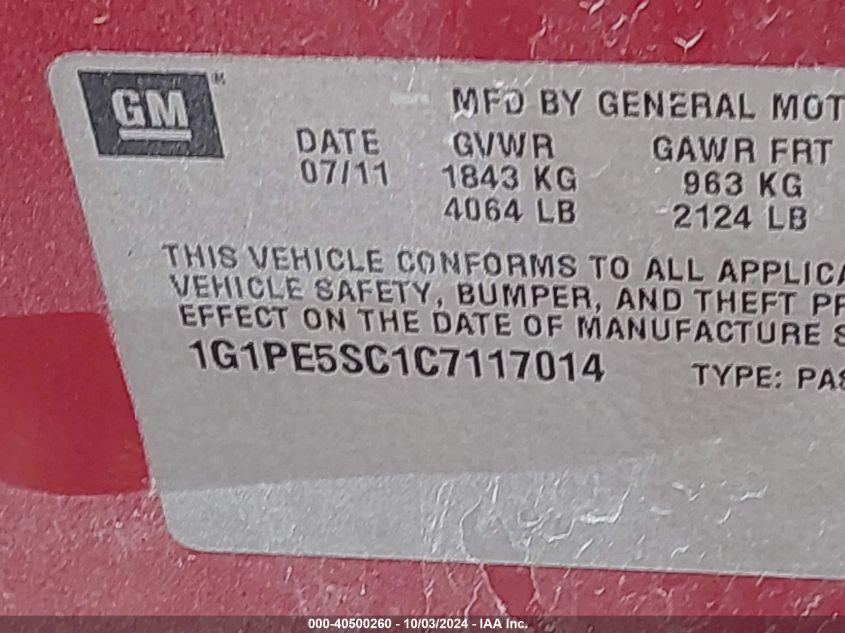 GM
MFD BY GENERAL MOT
DATE GVWR GAWR FRT
07/11 1843 KG 963 KG
4064 LB 2124 LB
THIS VEHICLE CONFORMS TO ALL APPLICA
VEHICLE SAFETY, BUMPER, AND THEFT PR
EFFECT ON THE DATE OF MANUFACTURE S
1G1PE5SC1C7117014 TYPE: PAS
000-40500260 - 10/03/2024 - IAA Inc.